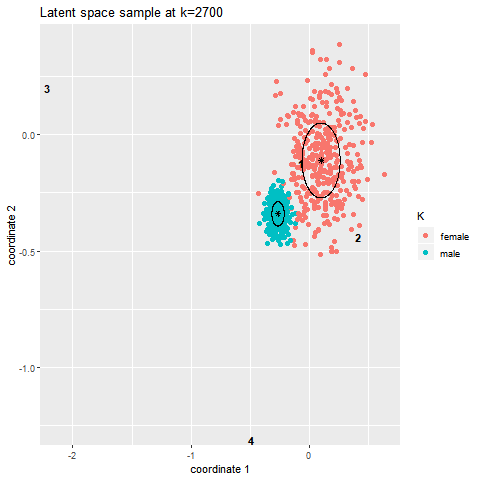 Latent space sample at k=2700
3
0.0
1
K
female
male
2
-0.5
coordinate 2
-1.0
4
-2
-1
0
coordinate 1